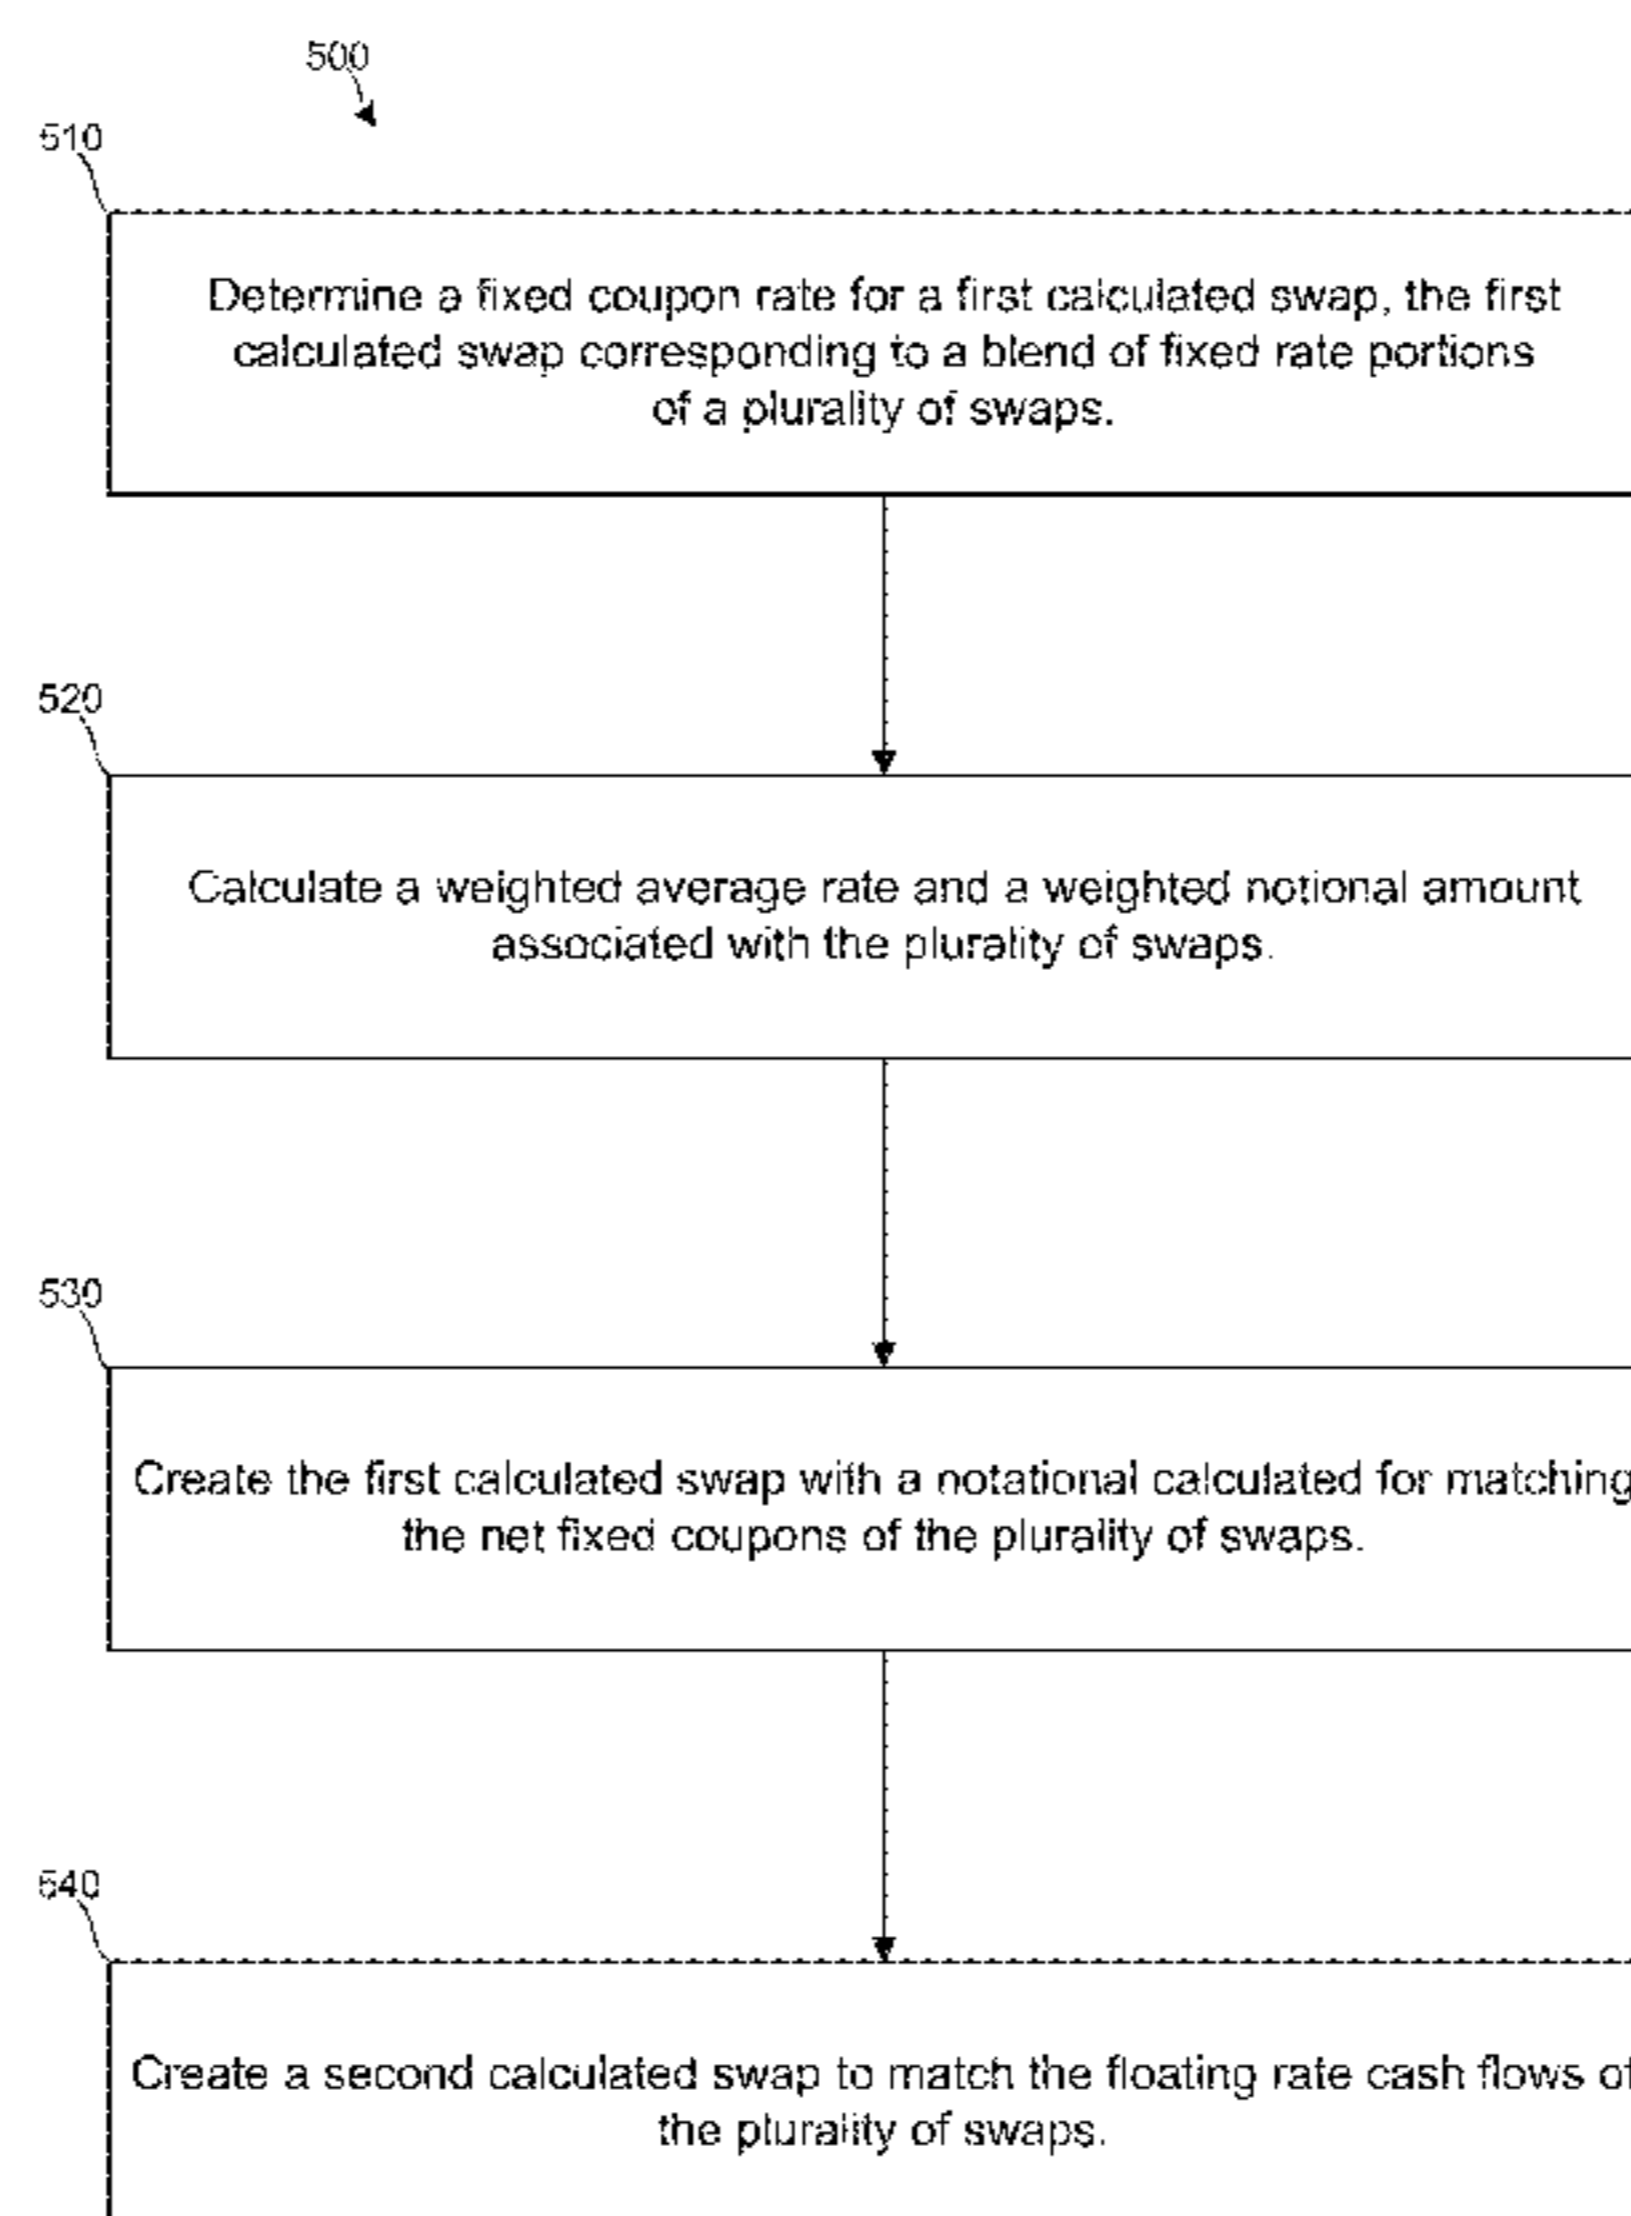 500
510
Determine a fixed coupon rate for a first calculated swap, the first
calculated swap corresponding to a blend of fixed rate portions
of a plurality of swaps.
520
Calculate a weighted average rate and a weighted notional amount
associated with the plurality of swaps.
530
Create the first calculated swap with a notational calculated for matching
the net fixed coupons of the plurality of swaps.
540
Create a second calculated swap to match the floating rate cash flows of
the plurality of swaps.